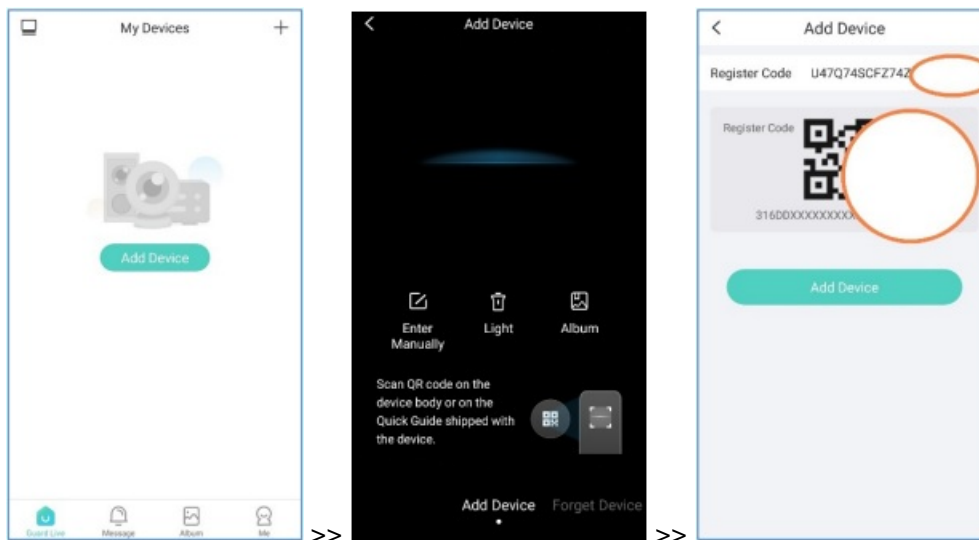 My Devices
Add Device
Guard Live
Message
Album
Me
>>
Add Device
Enter
Manually
Light
Album
Scan QR code on the
device body or on the
Quick Guide shipped with
the device.
Add Device
Forget Device
>>
Add Device
Register Code U47Q74SCFZ74Z
Register Code
316DDXXXXXXXXX
Add Device